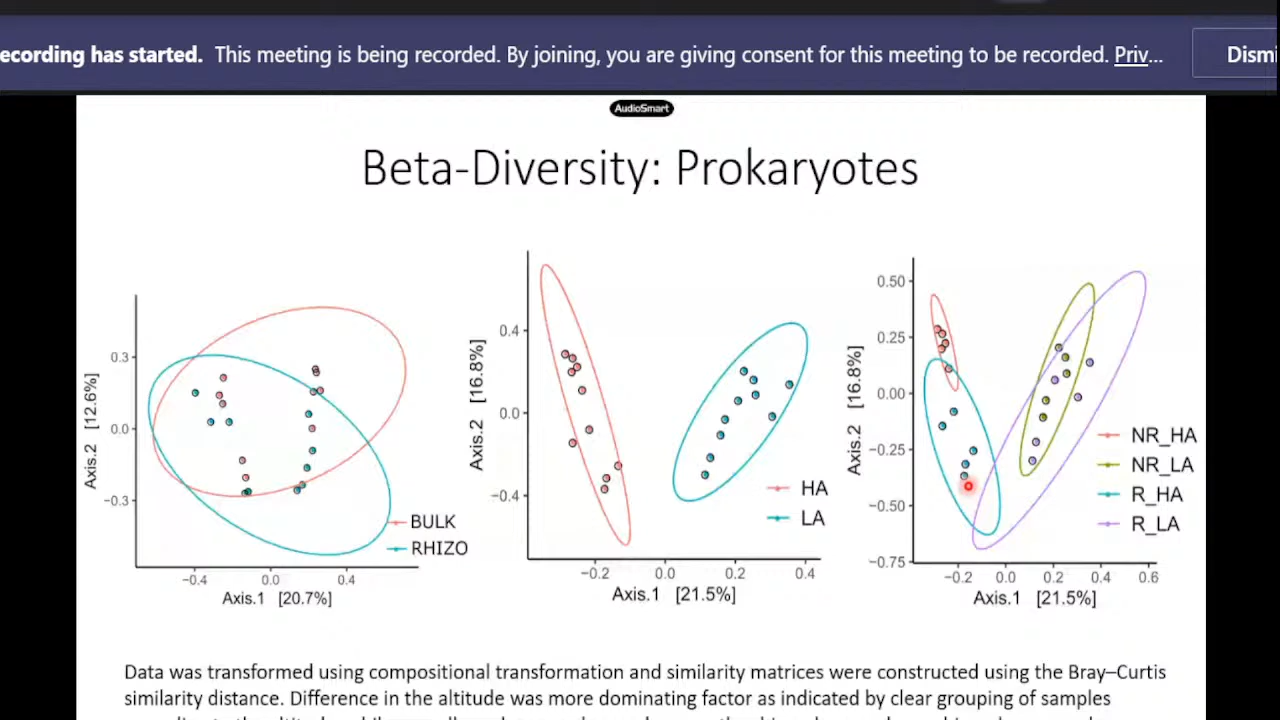 ecording has started. This meeting is being recorded. By joining, you are giving consent for this meeting to be recorded. Priv... Dismi
AudioSmart
Beta-Diversity: Prokaryotes
Axis.2 [12.6%]
0.3
0.0
−0.3
−0.4 0.0 0.4
Axis.1 [20.7%]
BULK
RHIZO
Axis.2 [16.8%]
0.4
0.0
−0.4
−0.2 0.0 0.2 0.4
Axis.1 [21.5%]
HA
LA
Axis.2 [16.8%]
0.50
0.25
0.00
−0.25
−0.50
−0.75
−0.2 0.0 0.2 0.4 0.6
Axis.1 [21.5%]
NR_HA
NR_LA
R_HA
R_LA
Data was transformed using compositional transformation and similarity matrices were constructed using the Bray–Curtis
similarity distance. Difference in the altitude was more dominating factor as indicated by clear grouping of samples